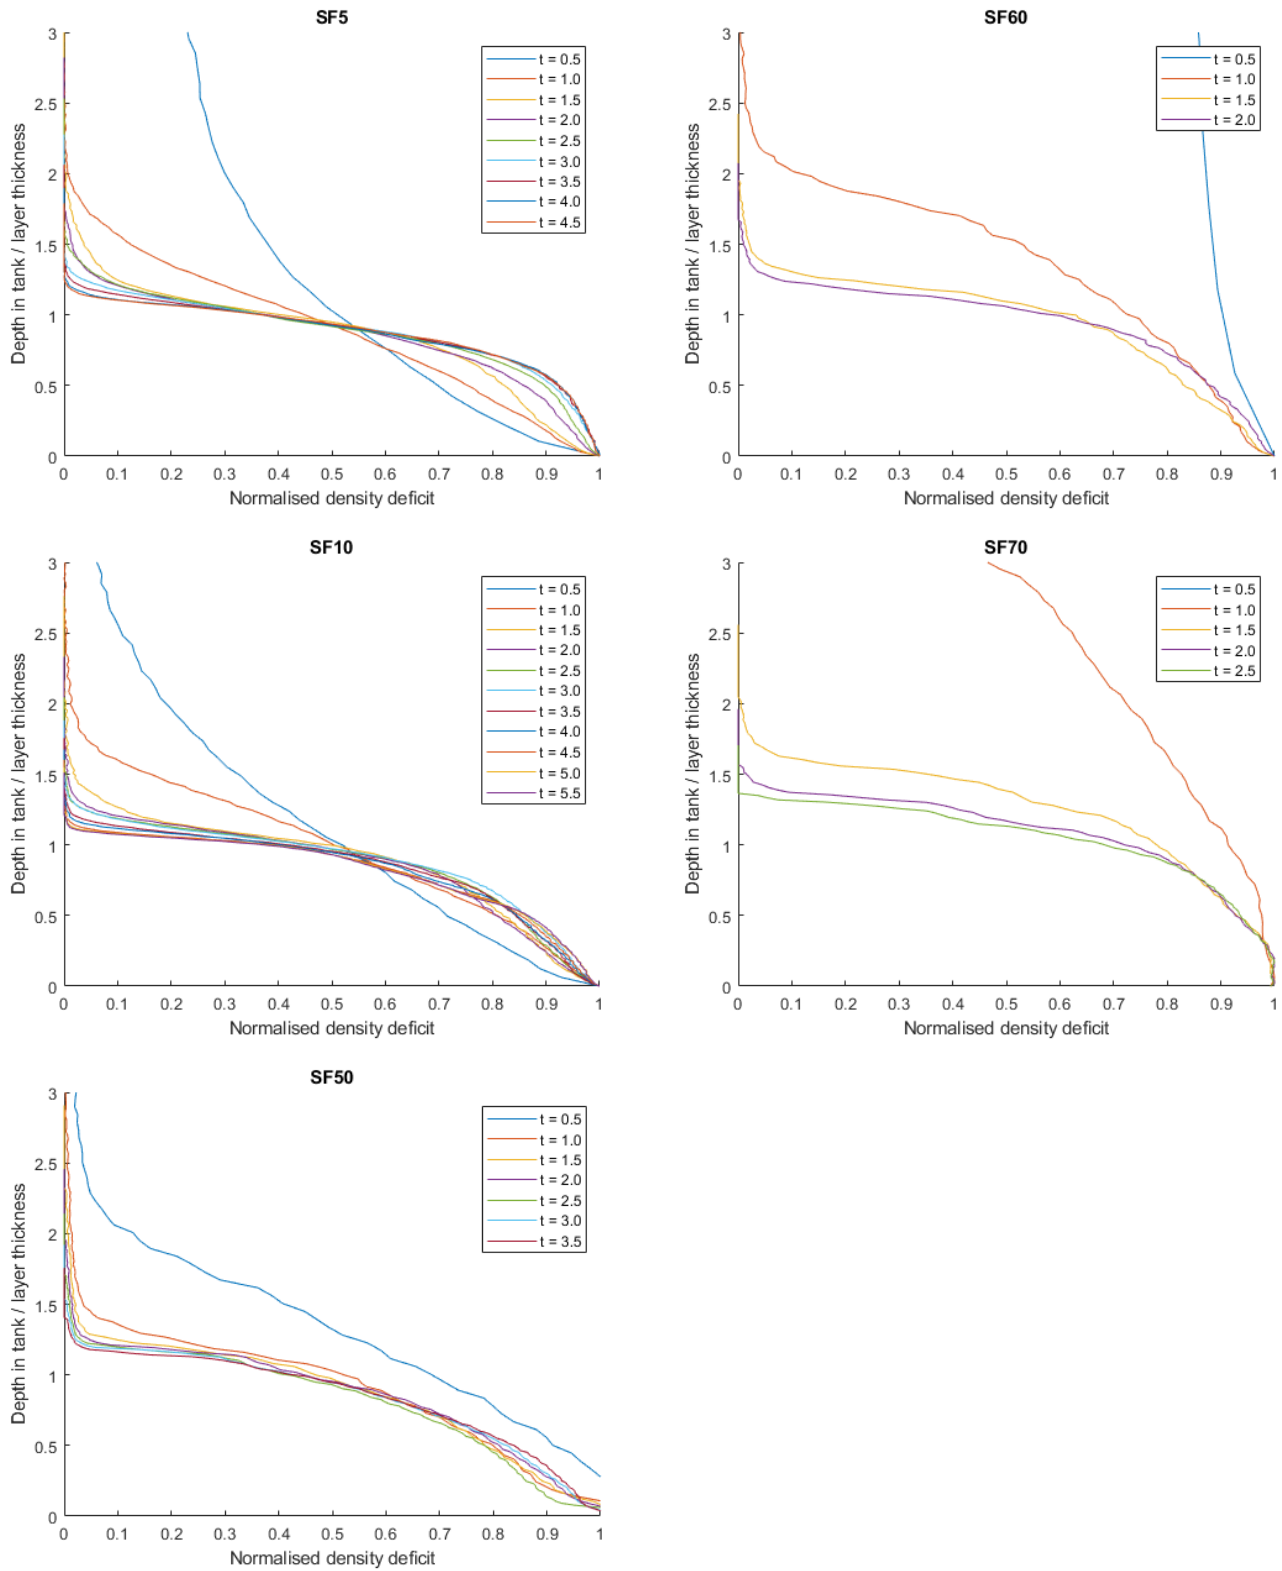 SF5
3
2.5
2
1.5
1
0.5
0
0 0.1 0.2 0.3 0.4 0.5 0.6 0.7 0.8 0.9 1
Normalised density deficit
Depth in tank / layer thickness
t = 0.5
t = 1.0
t = 1.5
t = 2.0
t = 2.5
t = 3.0
t = 3.5
t = 4.0
t = 4.5
SF60
3
2.5
2
1.5
1
0.5
0
0 0.1 0.2 0.3 0.4 0.5 0.6 0.7 0.8 0.9 1
Normalised density deficit
Depth in tank / layer thickness
t = 0.5
t = 1.0
t = 1.5
t = 2.0
SF10
3
2.5
2
1.5
1
0.5
0
0 0.1 0.2 0.3 0.4 0.5 0.6 0.7 0.8 0.9 1
Normalised density deficit
Depth in tank / layer thickness
t = 0.5
t = 1.0
t = 1.5
t = 2.0
t = 2.5
t = 3.0
t = 3.5
t = 4.0
t = 4.5
t = 5.0
t = 5.5
SF70
3
2.5
2
1.5
1
0.5
0
0 0.1 0.2 0.3 0.4 0.5 0.6 0.7 0.8 0.9 1
Normalised density deficit
Depth in tank / layer thickness
t = 0.5
t = 1.0
t = 1.5
t = 2.0
t = 2.5
SF50
3
2.5
2
1.5
1
0.5
0
0 0.1 0.2 0.3 0.4 0.5 0.6 0.7 0.8 0.9 1
Normalised density deficit
Depth in tank / layer thickness
t = 0.5
t = 1.0
t = 1.5
t = 2.0
t = 2.5
t = 3.0
t = 3.5